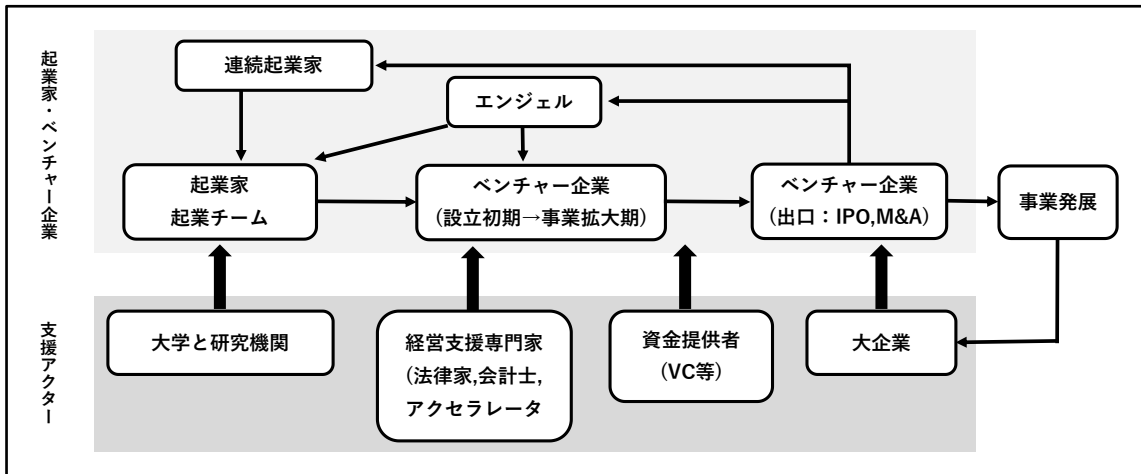 起業家・ベンチャー企業
連続起業家
エンジェル
起業家
起業チーム
ベンチャー企業
(設立初期→事業拡大期)
ベンチャー企業
(出口：IPO,M&A)
事業発展
支援アクター
大学と研究機関
経営支援専門家
(法律家,会計士,
アクセラレータ
資金提供者
(VC等)
大企業